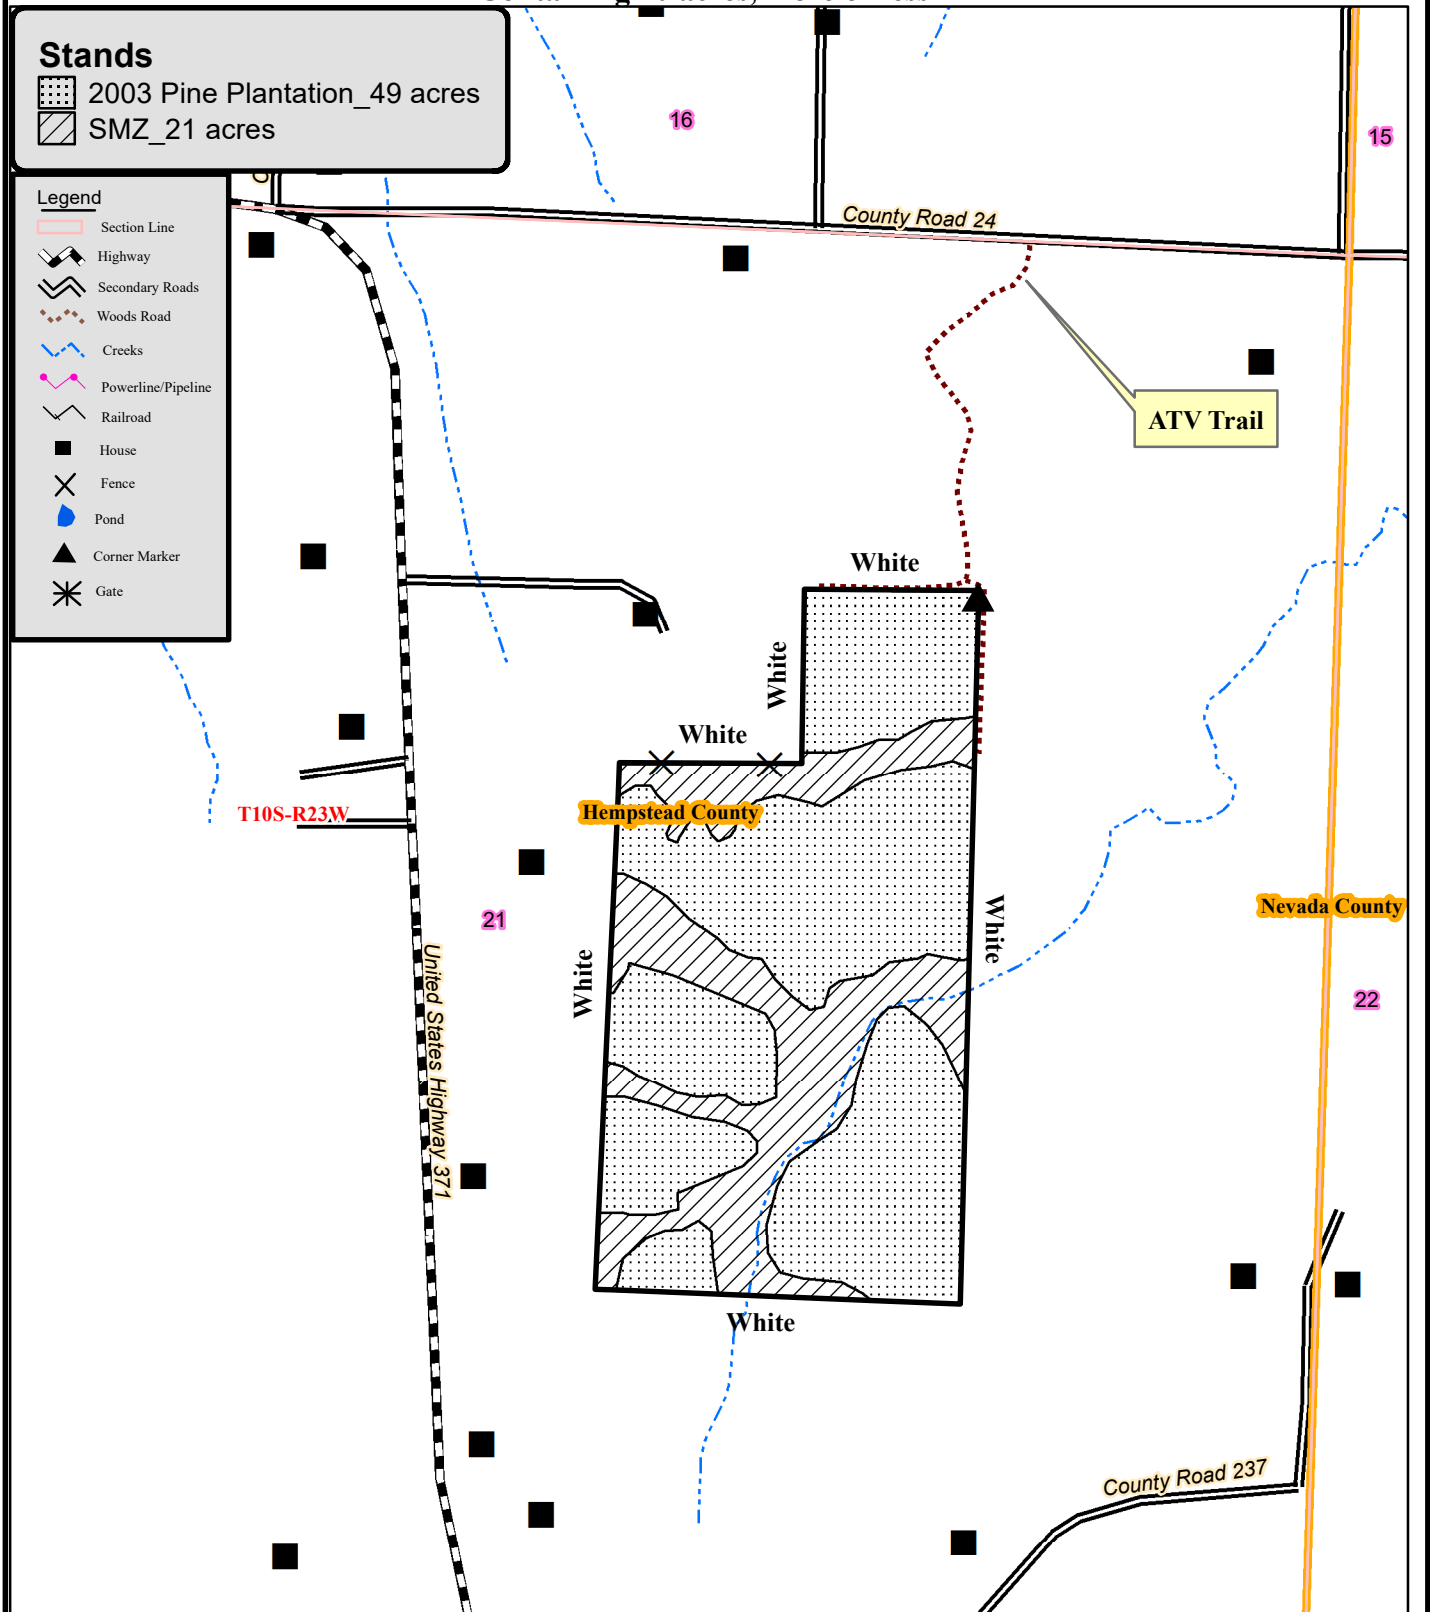 Stands
2003 Pine Plantation_49 acres
SMZ_21 acres
Legend
Section Line
Highway
Secondary Roads
Woods Road
Creeks
Powerline/Pipeline
Railroad
House
Fence
Pond
Corner Marker
Gate
16
15
County Road 24
ATV Trail
White
White
White
T10S-R23W
Hempstead County
21
White
White
Nevada County
22
United States Highway 371
White
County Road 237